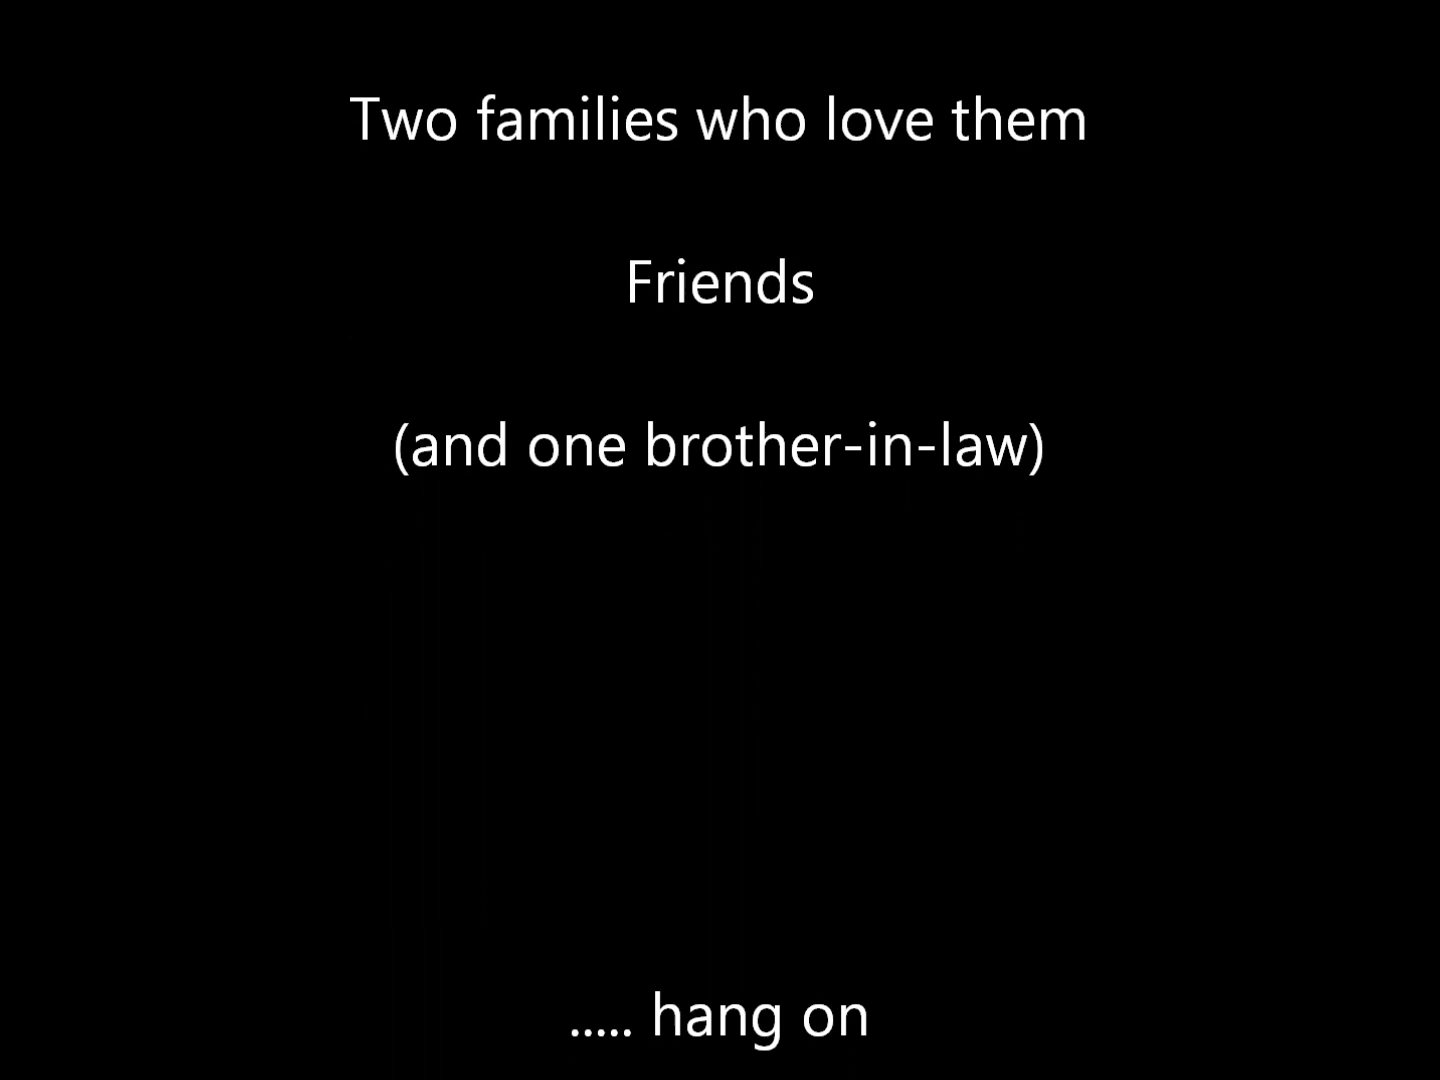 Two families who love them
Friends
(and one brother-in-law)
..... hang on